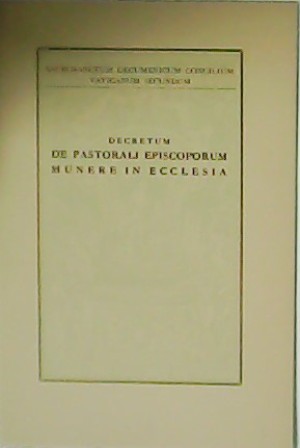 SACROSANCTUM OECUMENICUM CONCILIUM
VATICANUM SECUNDUM
DECRETUM
DE PASTORALI EPISCOPORUM
MUNERE IN ECCLESIA